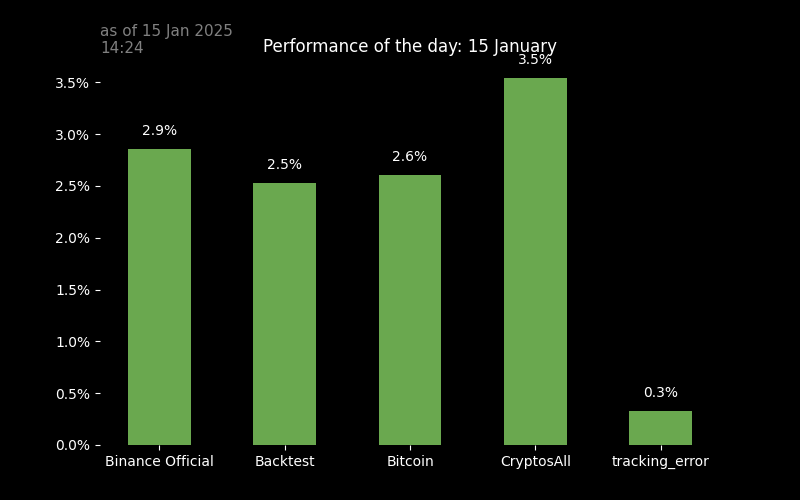 as of 15 Jan 2025
14:24
Performance of the day: 15 January
3.5%
3.0%
2.5%
2.0%
1.5%
1.0%
0.5%
0.0%
2.9%
2.5%
2.6%
3.5%
0.3%
Binance Official
Backtest
Bitcoin
CryptosAll
tracking_error